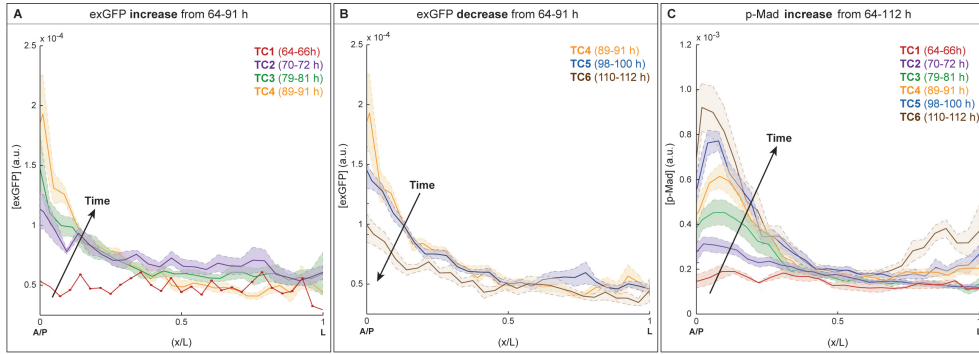 A exGFP increase from 64-91 h
x 10⁻⁴
2
1.5
1
0.5
[exGFP] (a.u.)
TC1 (64-66h)
TC2 (70-72 h)
TC3 (79-81 h)
TC4 (89-91 h)
Time
0 0.5 1
A/P L
(x/L)
B exGFP decrease from 64-91 h
x 10⁻⁴
2
1.5
1
0.5
[exGFP] (a.u.)
TC4 (89-91 h)
TC5 (98-100 h)
TC6 (110-112 h)
Time
0 0.5 1
A/P L
(x/L)
C p-Mad increase from 64-112 h
x 10⁻³
1.2
1.0
0.8
0.6
0.4
0.2
0
[p-Mad] (a.u.)
TC1 (64-66h)
TC2 (70-72 h)
TC3 (79-81 h)
TC4 (89-91 h)
TC5 (98-100 h)
TC6 (110-112 h)
Time
0 0.5 1
A/P L
(x/L)